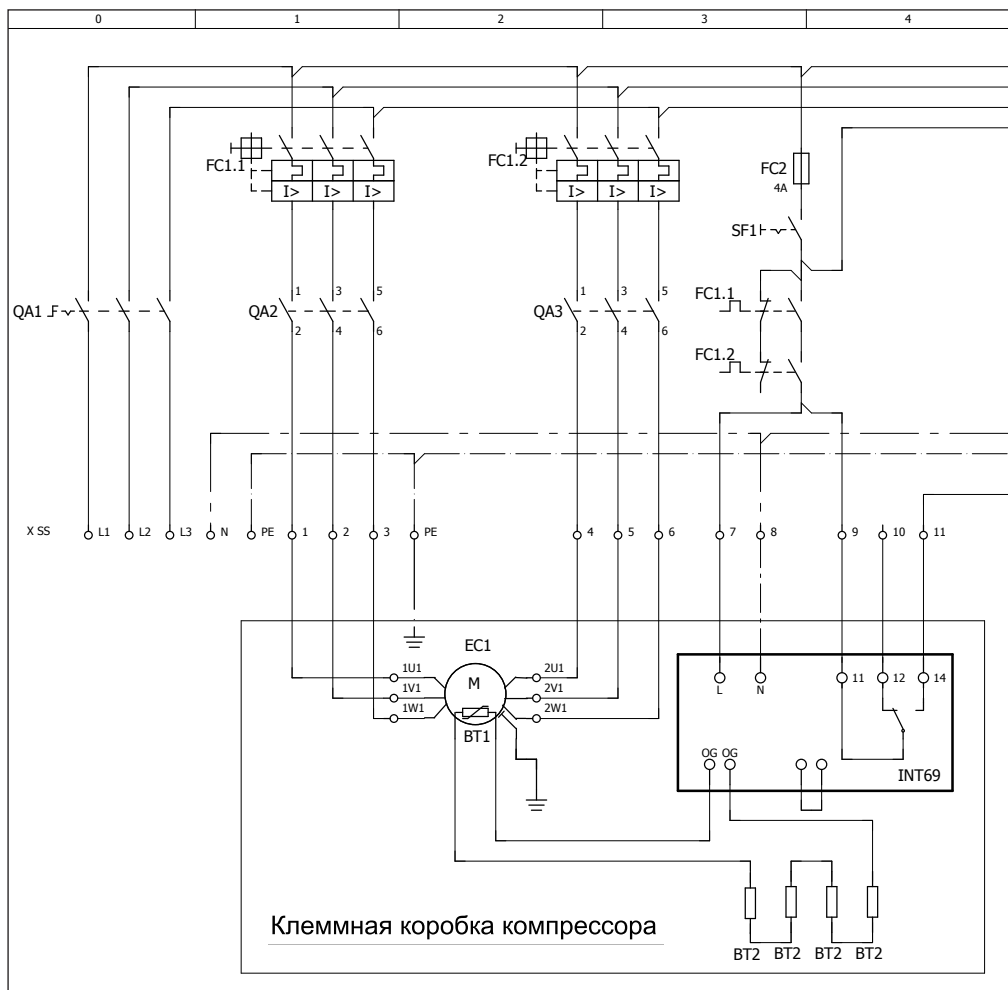 0 1 2 3 4
FC1.1 FC1.2 FC2
4A
I> I> I> I> I> I>
SF1
QA1 QA2 1 3 5 QA3 1 3 5 FC1.1
2 4 6 2 4 6
FC1.2
X SS L1 L2 L3 N PE 1 2 3 PE 4 5 6 7 8 9 10 11
EC1
1U1 M 2U1 L N 11 12 14
1V1 2V1
1W1 2W1
BT1
OG OG
INT69
Клеммная коробка компрессора
BT2 BT2 BT2 BT2